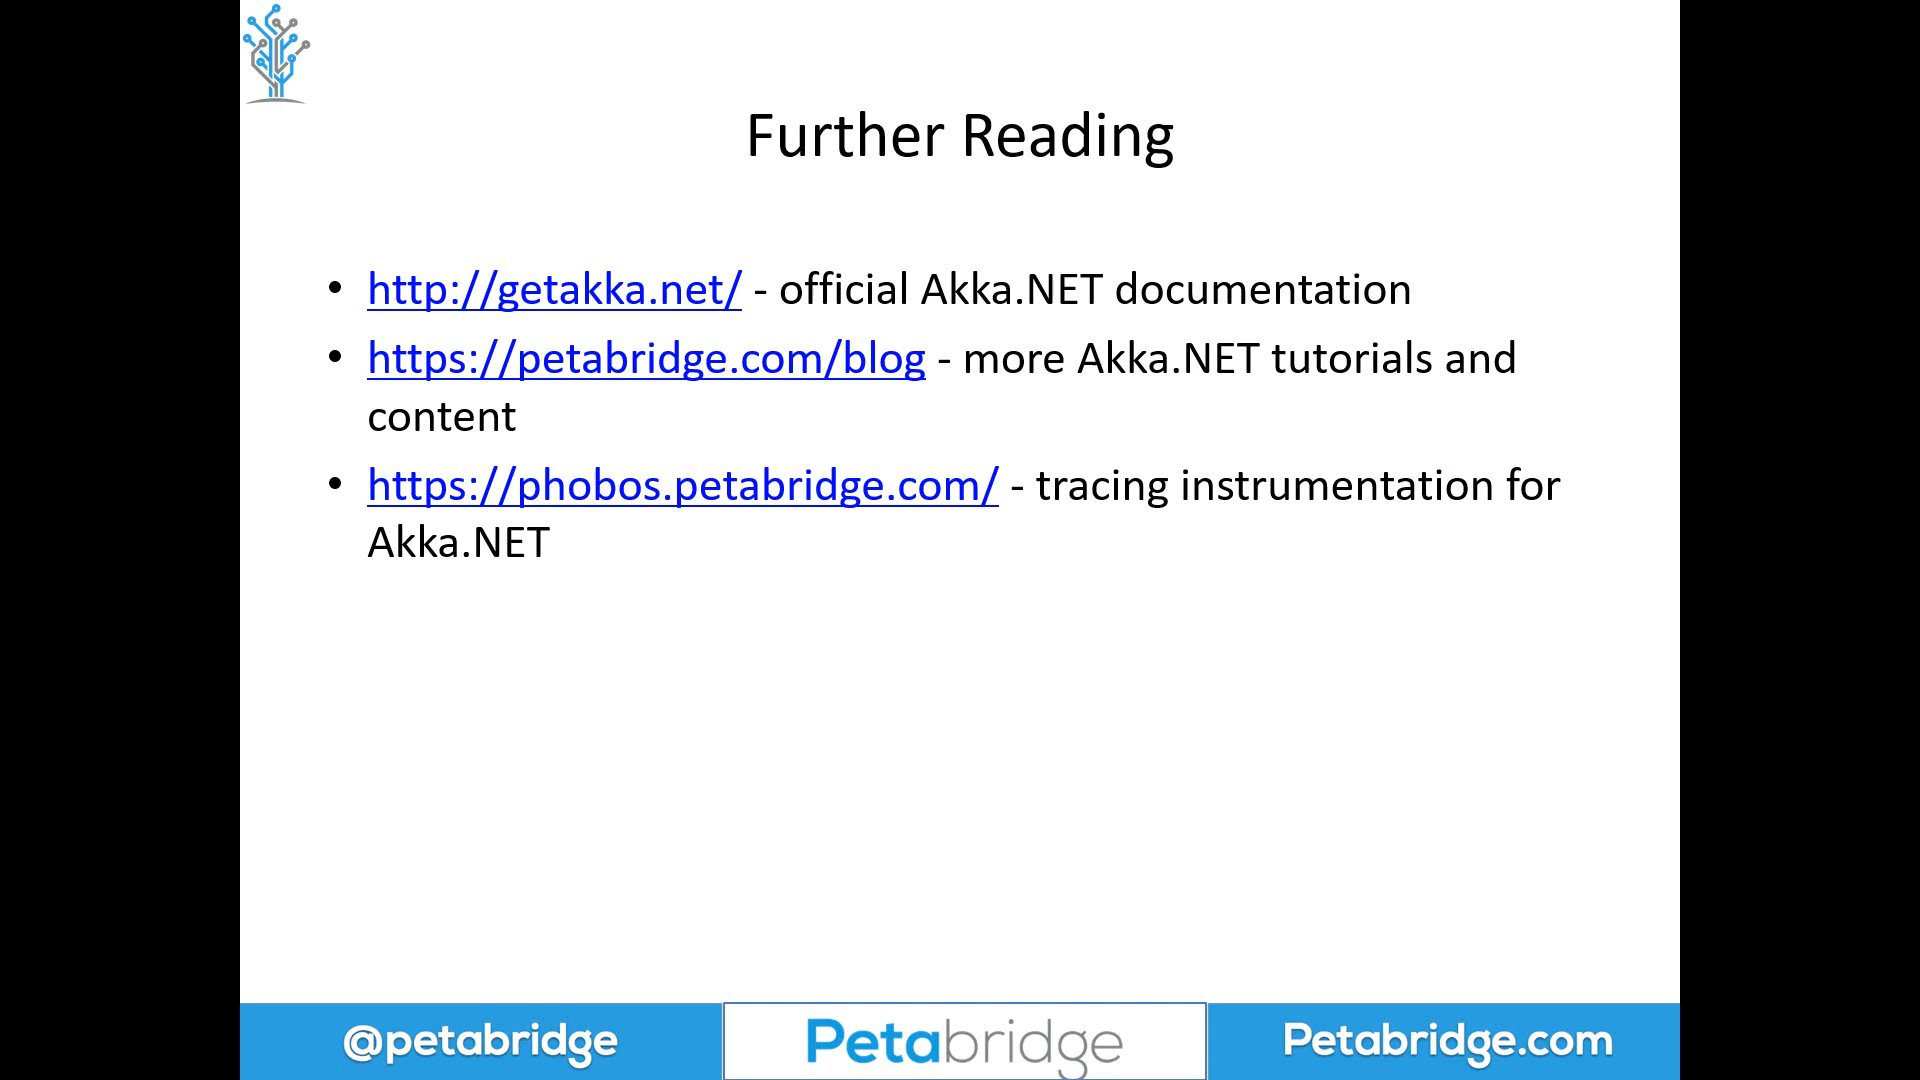 Further Reading
• http://getakka.net/ - official Akka.NET documentation
• https://petabridge.com/blog - more Akka.NET tutorials and
content
• https://phobos.petabridge.com/ - tracing instrumentation for
Akka.NET
@petabridge
Petabridge
Petabridge.com